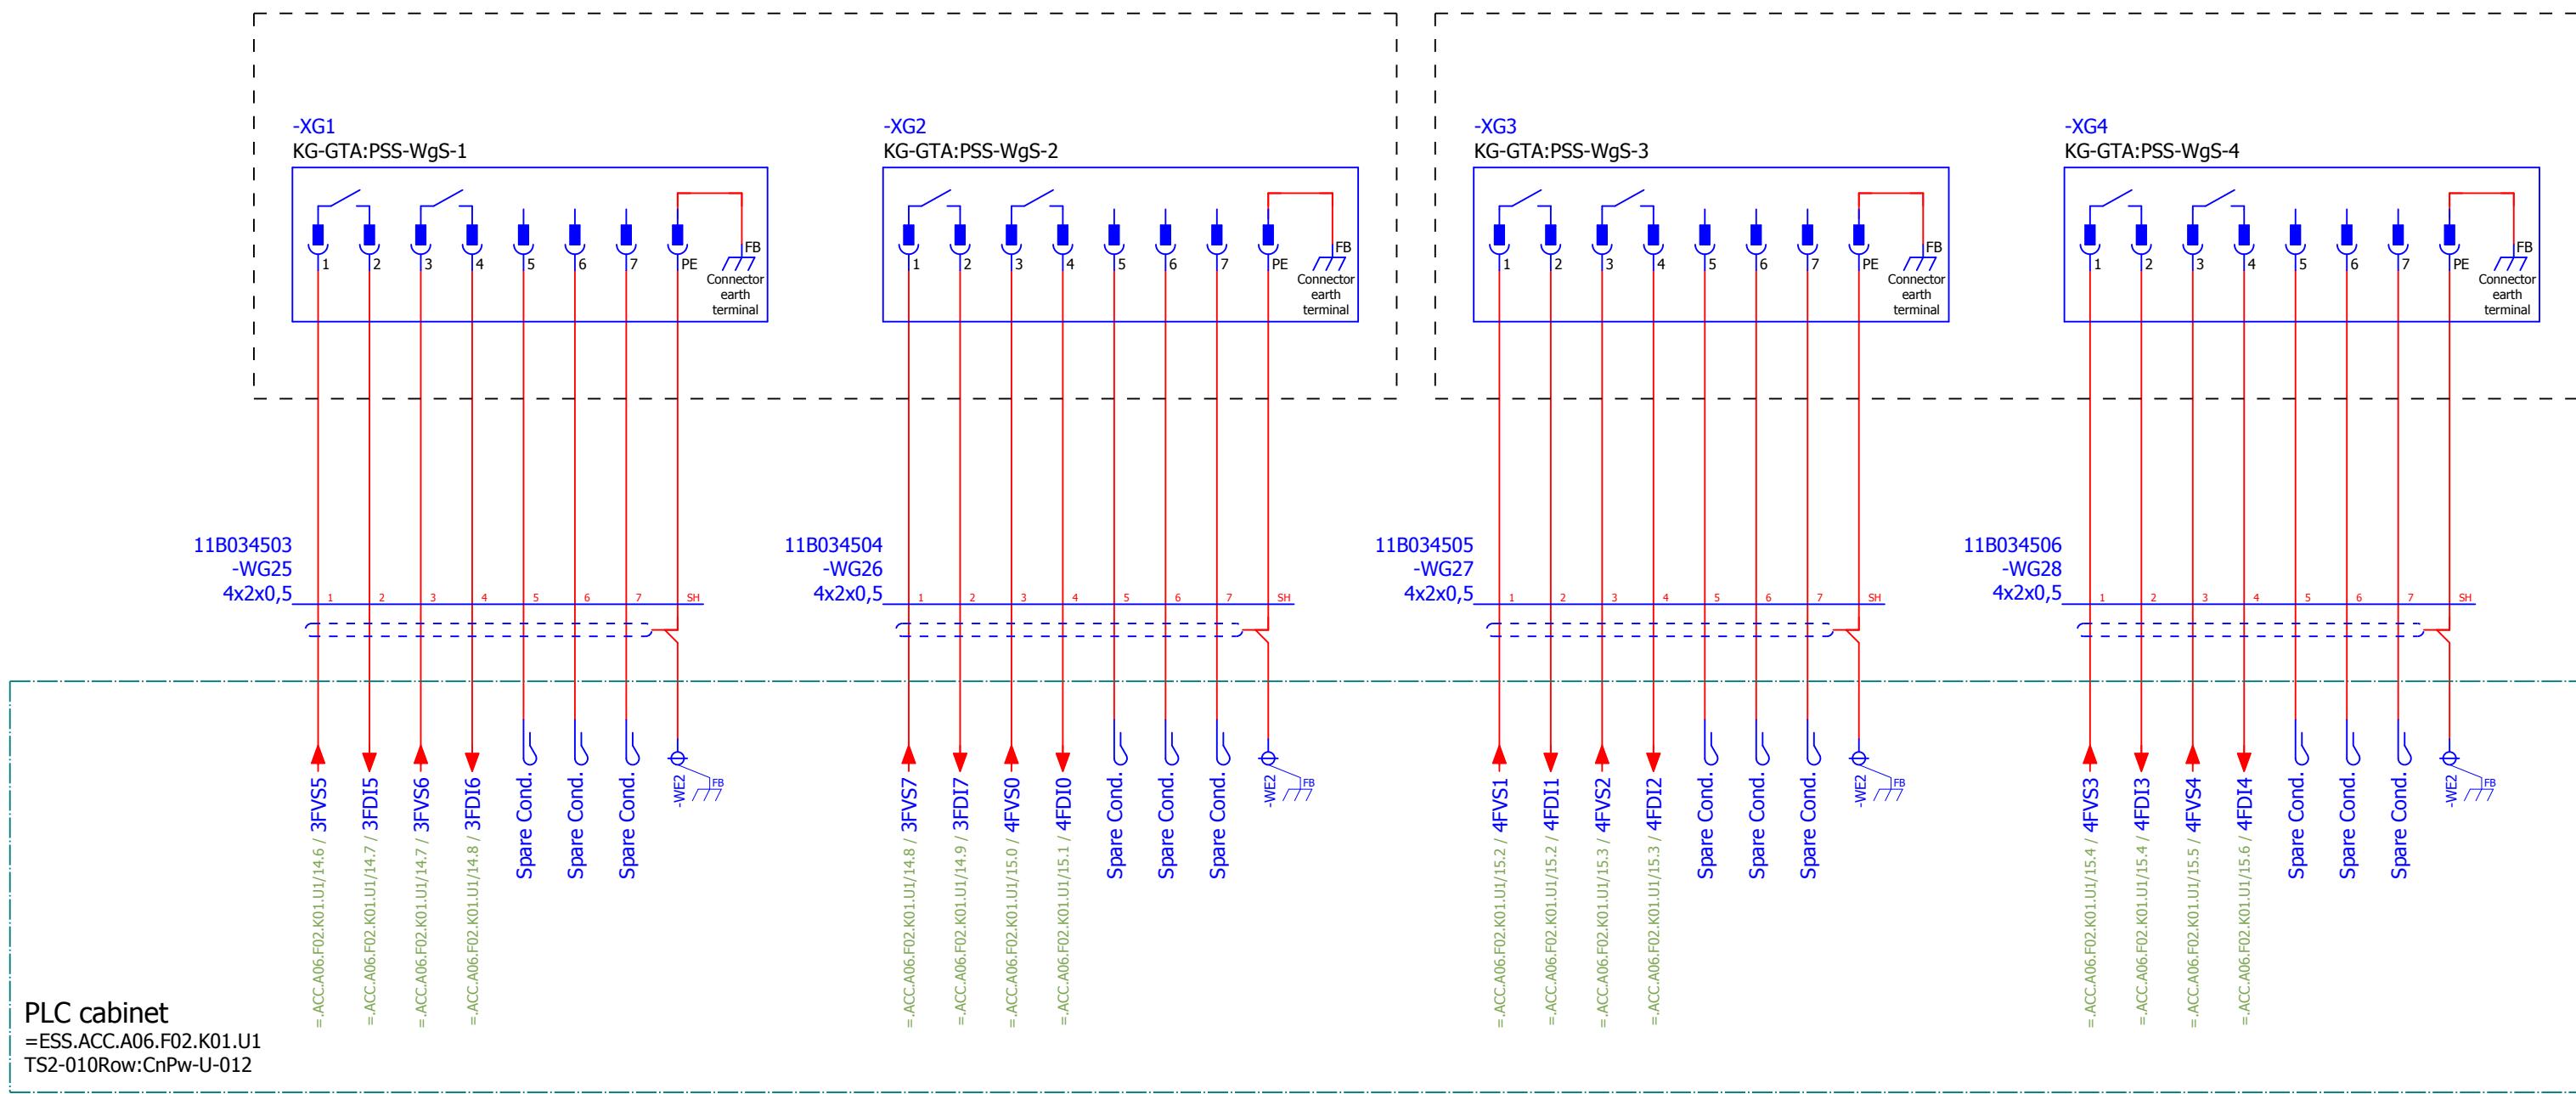 -XG1
KG-GTA:PSS-WgS-1
1 2 3 4 5 6 7 PE FB
Connector
earth
terminal
-XG2
KG-GTA:PSS-WgS-2
1 2 3 4 5 6 7 PE FB
Connector
earth
terminal
-XG3
KG-GTA:PSS-WgS-3
1 2 3 4 5 6 7 PE FB
Connector
earth
terminal
-XG4
KG-GTA:PSS-WgS-4
1 2 3 4 5 6 7 PE FB
Connector
earth
terminal
11B034503
-WG25
4x2x0,5
1 2 3 4 5 6 7 SH
11B034504
-WG26
4x2x0,5
1 2 3 4 5 6 7 SH
11B034505
-WG27
4x2x0,5
1 2 3 4 5 6 7 SH
11B034506
-WG28
4x2x0,5
1 2 3 4 5 6 7 SH
=.ACC.A06.F02.K01.U1/14.6 / 3FVS5
=.ACC.A06.F02.K01.U1/14.7 / 3FDI5
=.ACC.A06.F02.K01.U1/14.7 / 3FVS6
=.ACC.A06.F02.K01.U1/14.8 / 3FDI6
Spare Cond.
Spare Cond.
Spare Cond.
-WE2
FB
=.ACC.A06.F02.K01.U1/14.8 / 3FVS7
=.ACC.A06.F02.K01.U1/14.9 / 3FDI7
=.ACC.A06.F02.K01.U1/15.0 / 4FVS0
=.ACC.A06.F02.K01.U1/15.1 / 4FDI0
Spare Cond.
Spare Cond.
Spare Cond.
-WE2
FB
=.ACC.A06.F02.K01.U1/15.2 / 4FVS1
=.ACC.A06.F02.K01.U1/15.2 / 4FDI1
=.ACC.A06.F02.K01.U1/15.3 / 4FVS2
=.ACC.A06.F02.K01.U1/15.3 / 4FDI2
Spare Cond.
Spare Cond.
Spare Cond.
-WE2
FB
=.ACC.A06.F02.K01.U1/15.4 / 4FVS3
=.ACC.A06.F02.K01.U1/15.4 / 4FDI3
=.ACC.A06.F02.K01.U1/15.5 / 4FVS4
=.ACC.A06.F02.K01.U1/15.6 / 4FDI4
Spare Cond.
Spare Cond.
Spare Cond.
-WE2
FB
PLC cabinet
=ESS.ACC.A06.F02.K01.U1
TS2-010Row:CnPw-U-012